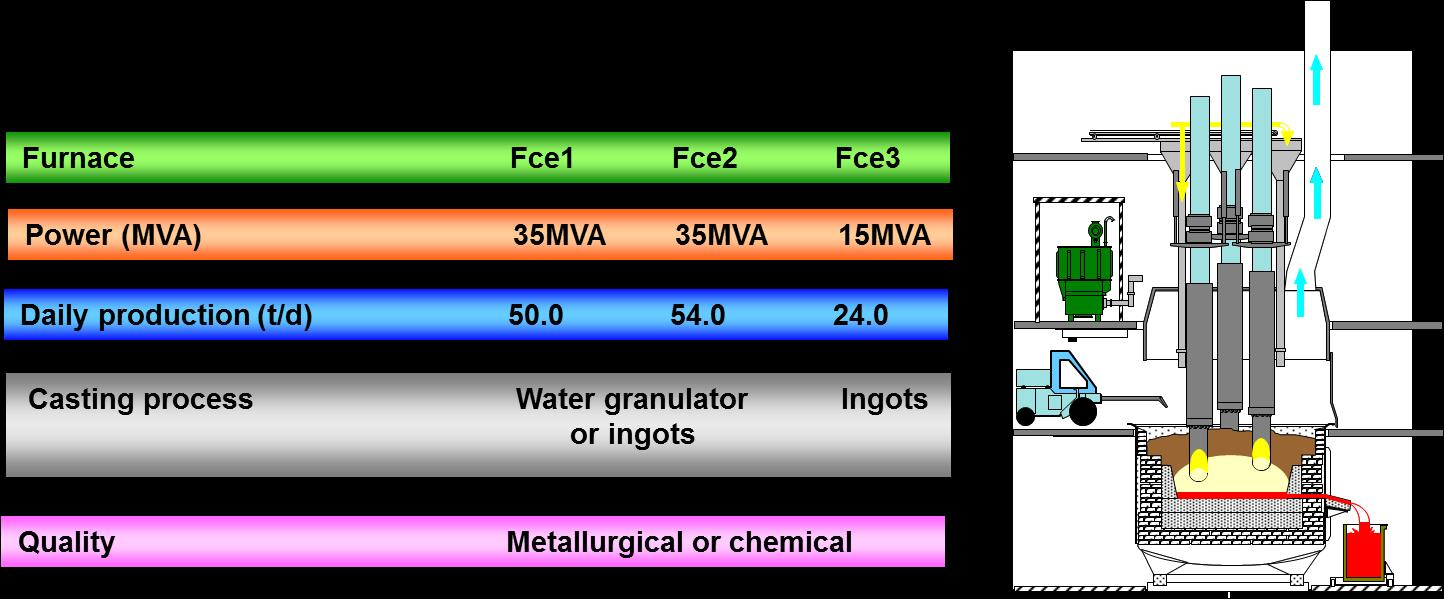 Furnace Fce1 Fce2 Fce3
Power (MVA) 35MVA 35MVA 15MVA
Daily production (t/d) 50.0 54.0 24.0
Casting process Water granulator Ingots
or ingots
Quality Metallurgical or chemical